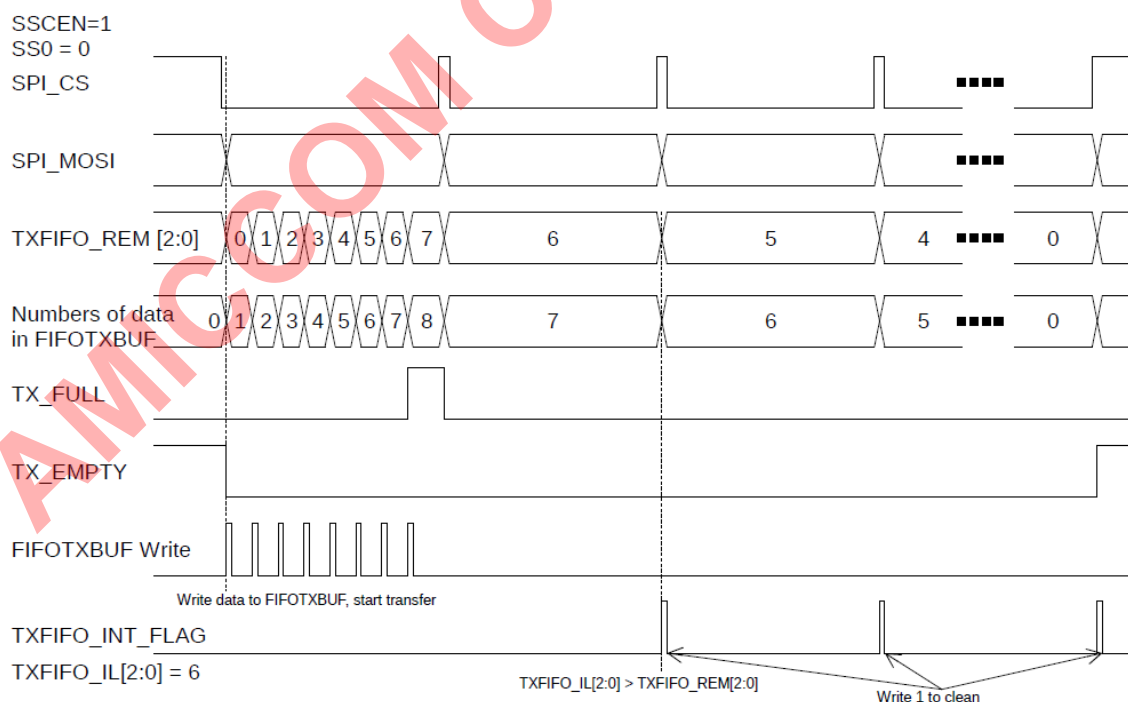 SSCEN=1
SS0 = 0
SPI_CS
SPI_MOSI
TXFIFO_REM [2:0] 0 1 2 3 4 5 6 7 6 5 4 0
Numbers of data
in FIFOTXBUF 0 1 2 3 4 5 6 7 8 7 6 5 0
TX_FULL
TX_EMPTY
FIFOTXBUF Write
Write data to FIFOTXBUF, start transfer
TXFIFO_INT_FLAG
TXFIFO_IL[2:0] = 6
TXFIFO_IL[2:0] > TXFIFO_REM[2:0]
Write 1 to clean
AMICCOM